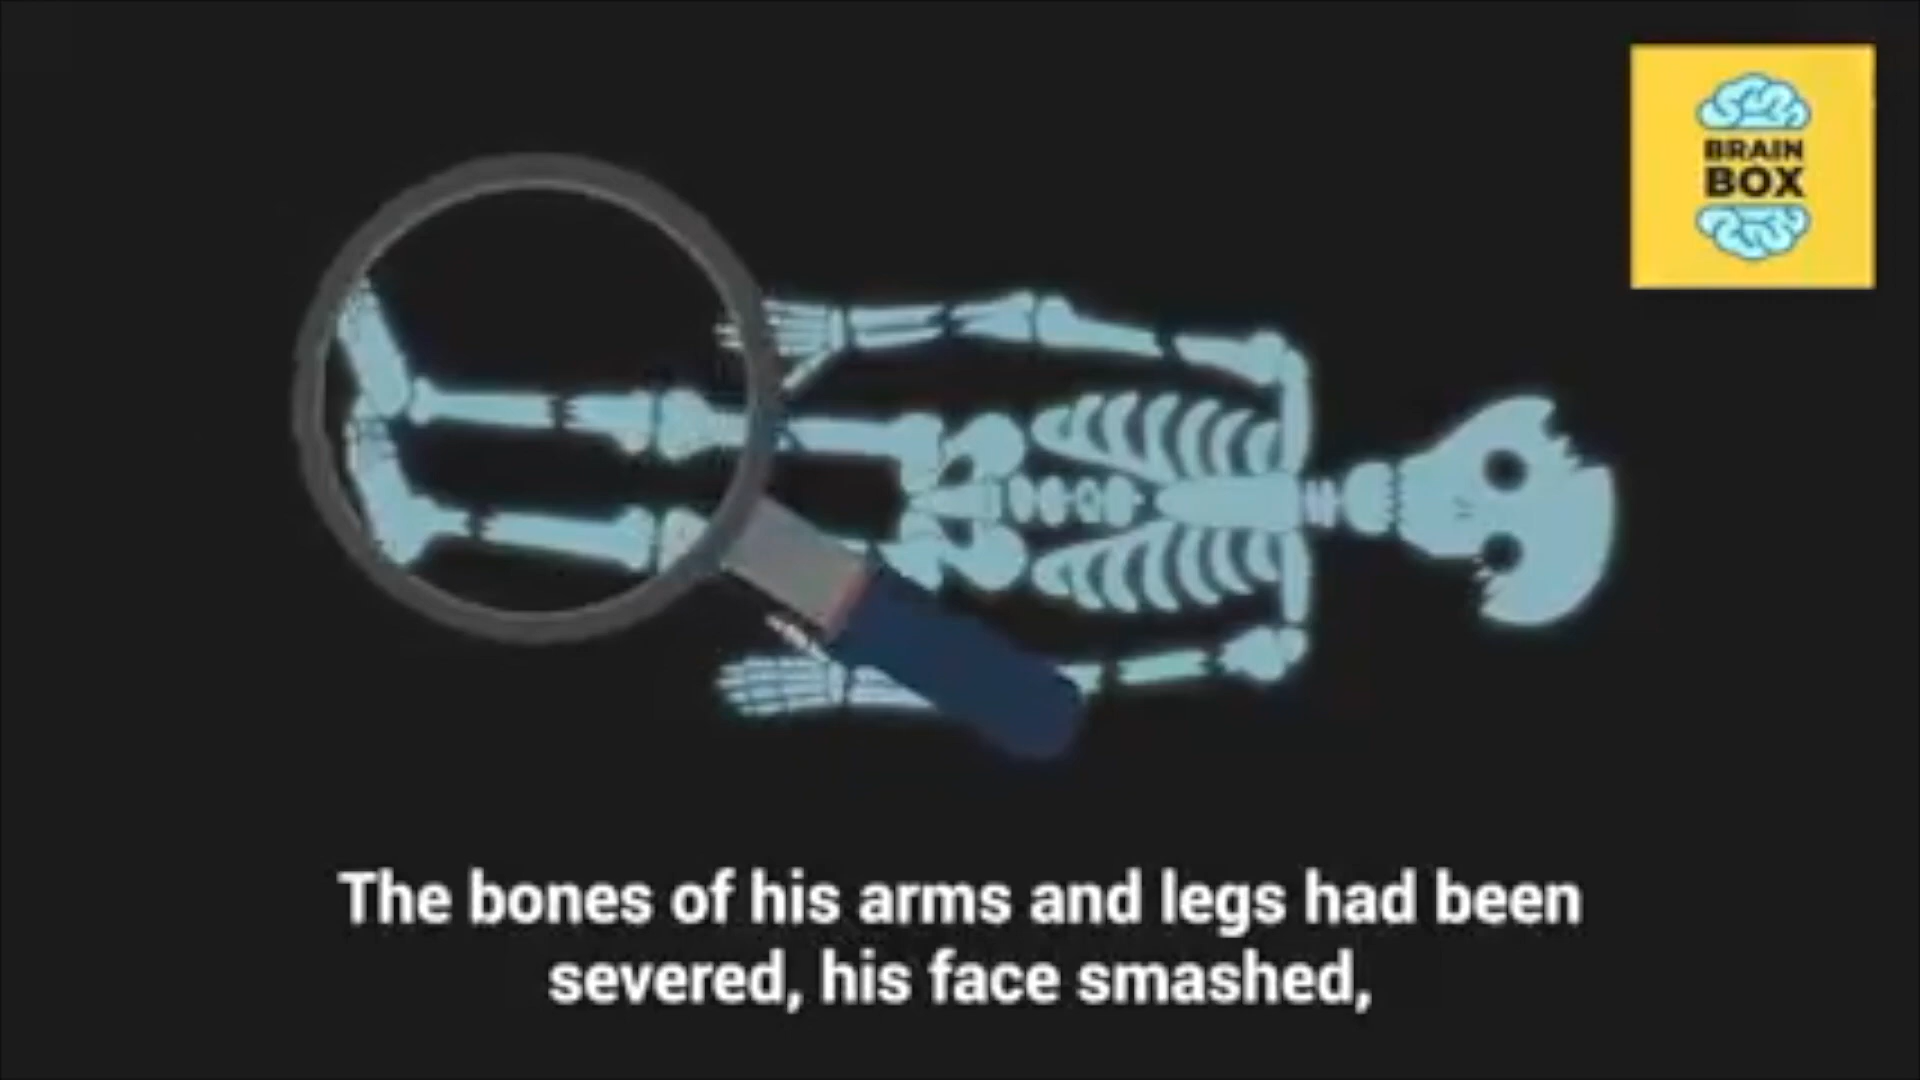 BRAIN
BOX
The bones of his arms and legs had been
severed, his face smashed,